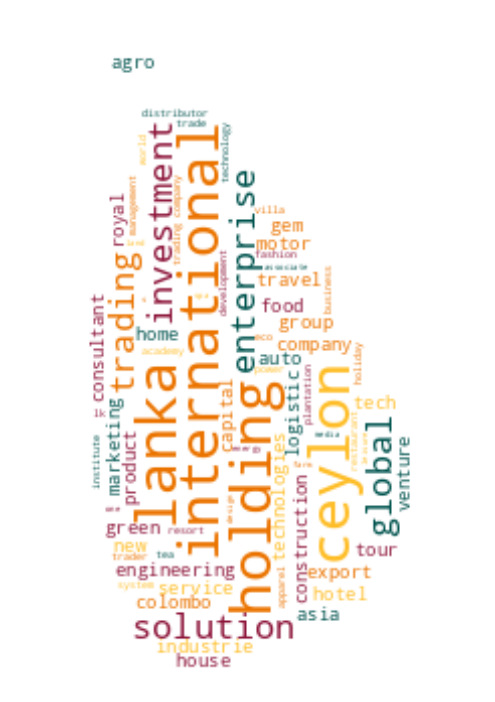 agro
distributor
trade
technology
world
investment
international
management
trading company
royal
enterprise
villa
gem
motor
fashion
associate
development
travel
business
trading
consultant
food
group
home
company
academy
auto
eco
power
holiday
lanka
holding
capital
logistic
plantation
ceylon
tech
lk
marketing
product
institute
media
restaurant
leisure
global
venture
energy
technologies
farm
construction
design
green
resort
new
trader
tea
tour
engineering
export
system
service
apparel
hotel
colombo
asia
solution
industrie
house